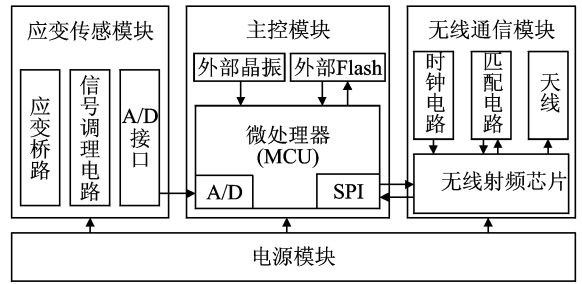 应变传感模块
应变桥路
信号调理电路
A/D
接口
主控模块
外部晶振
外部Flash
微处理器
(MCU)
A/D
SPI
无线通信模块
时钟电路
匹配电路
天线
无线射频芯片
电源模块